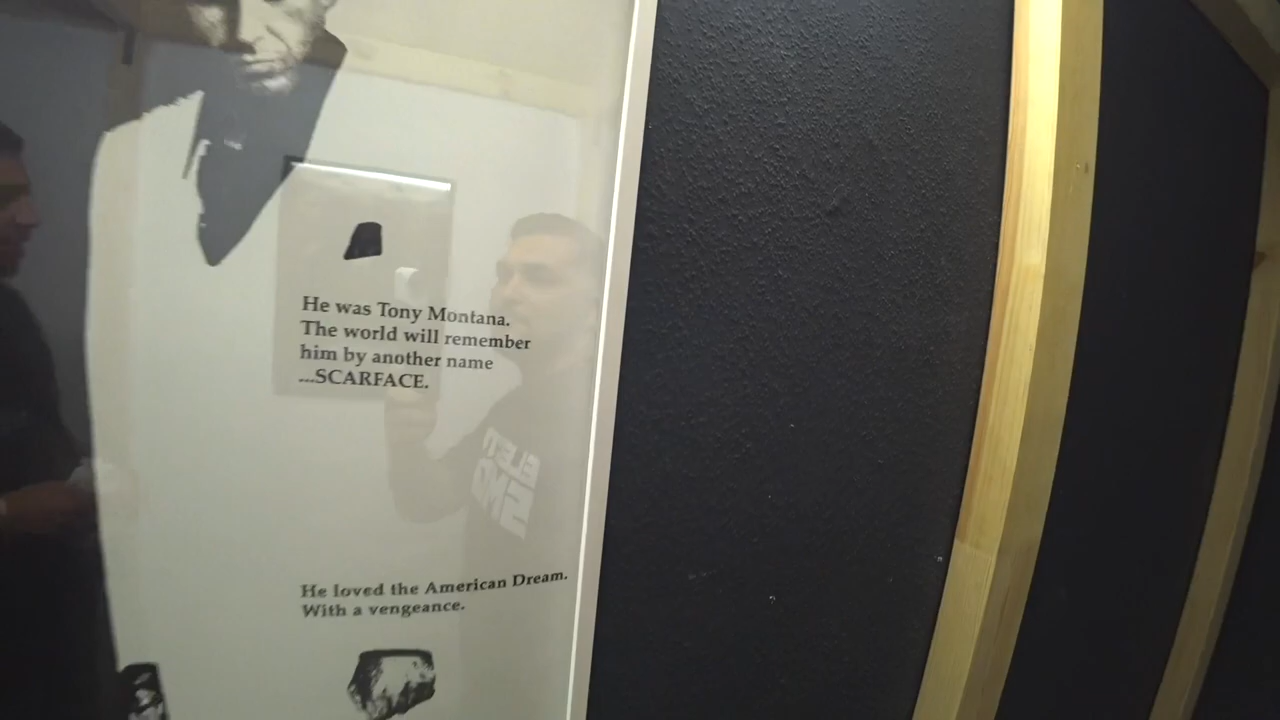 He was Tony Montana.
The world will remember
him by another name
...SCARFACE.
He loved the American Dream.
With a vengeance.